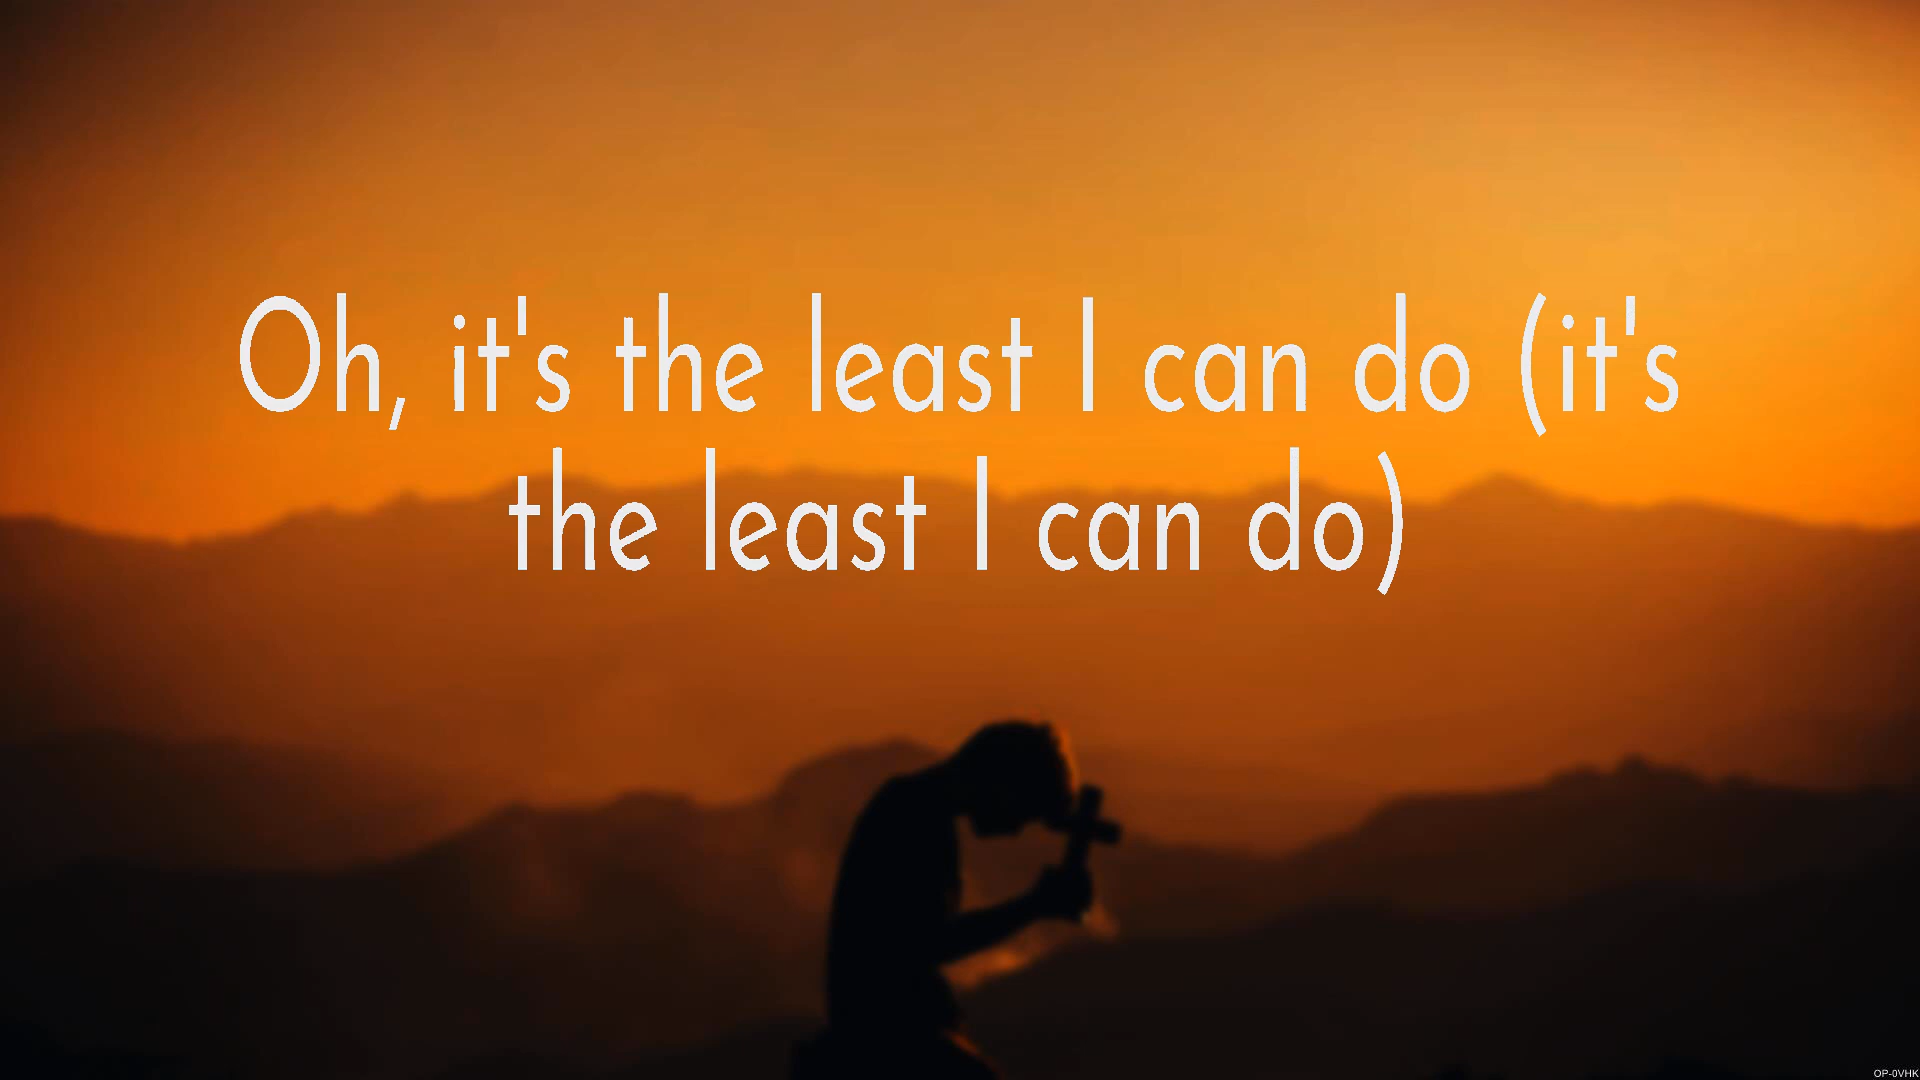 Oh, it's the least I can do (it's
the least I can do)
OP-0VHK